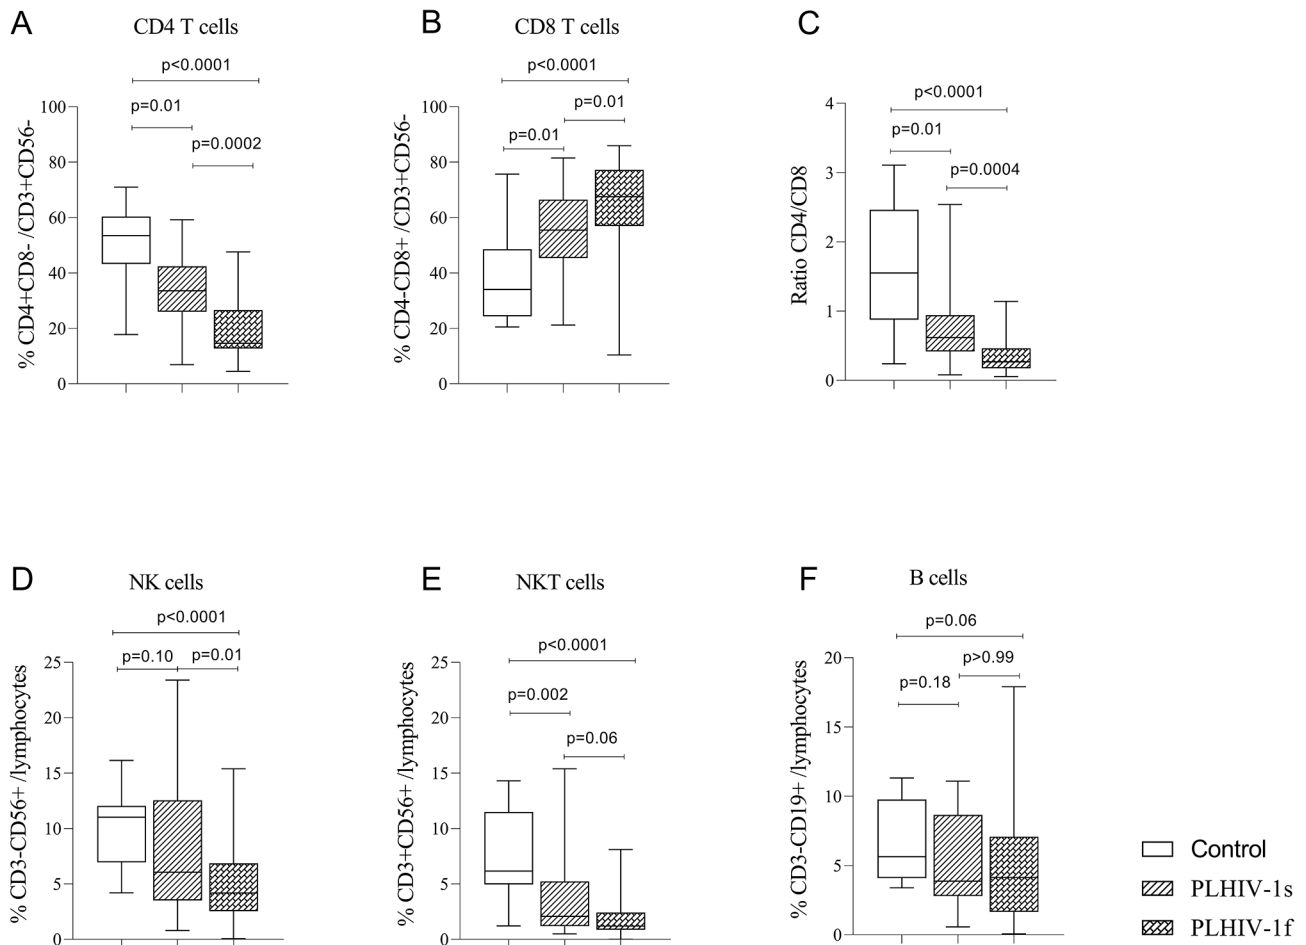 A
CD4 T cells
p<0.0001
p=0.01
p=0.0002
% CD4+CD8- /CD3+CD56-
100
80
60
40
20
0
B
CD8 T cells
p<0.0001
p=0.01
p=0.01
% CD4-CD8+ /CD3+CD56-
100
80
60
40
20
0
C
p<0.0001
p=0.01
p=0.0004
Ratio CD4/CD8
4
3
2
1
0
D
NK cells
p<0.0001
p=0.10
p=0.01
% CD3-CD56+ /lymphocytes
25
20
15
10
5
0
E
NKT cells
p<0.0001
p=0.002
p=0.06
% CD3+CD56+ /lymphocytes
25
20
15
10
5
0
F
B cells
p=0.06
p>0.99
p=0.18
% CD3-CD19+ /lymphocytes
20
15
10
5
0
Control
PLHIV-1s
PLHIV-1f